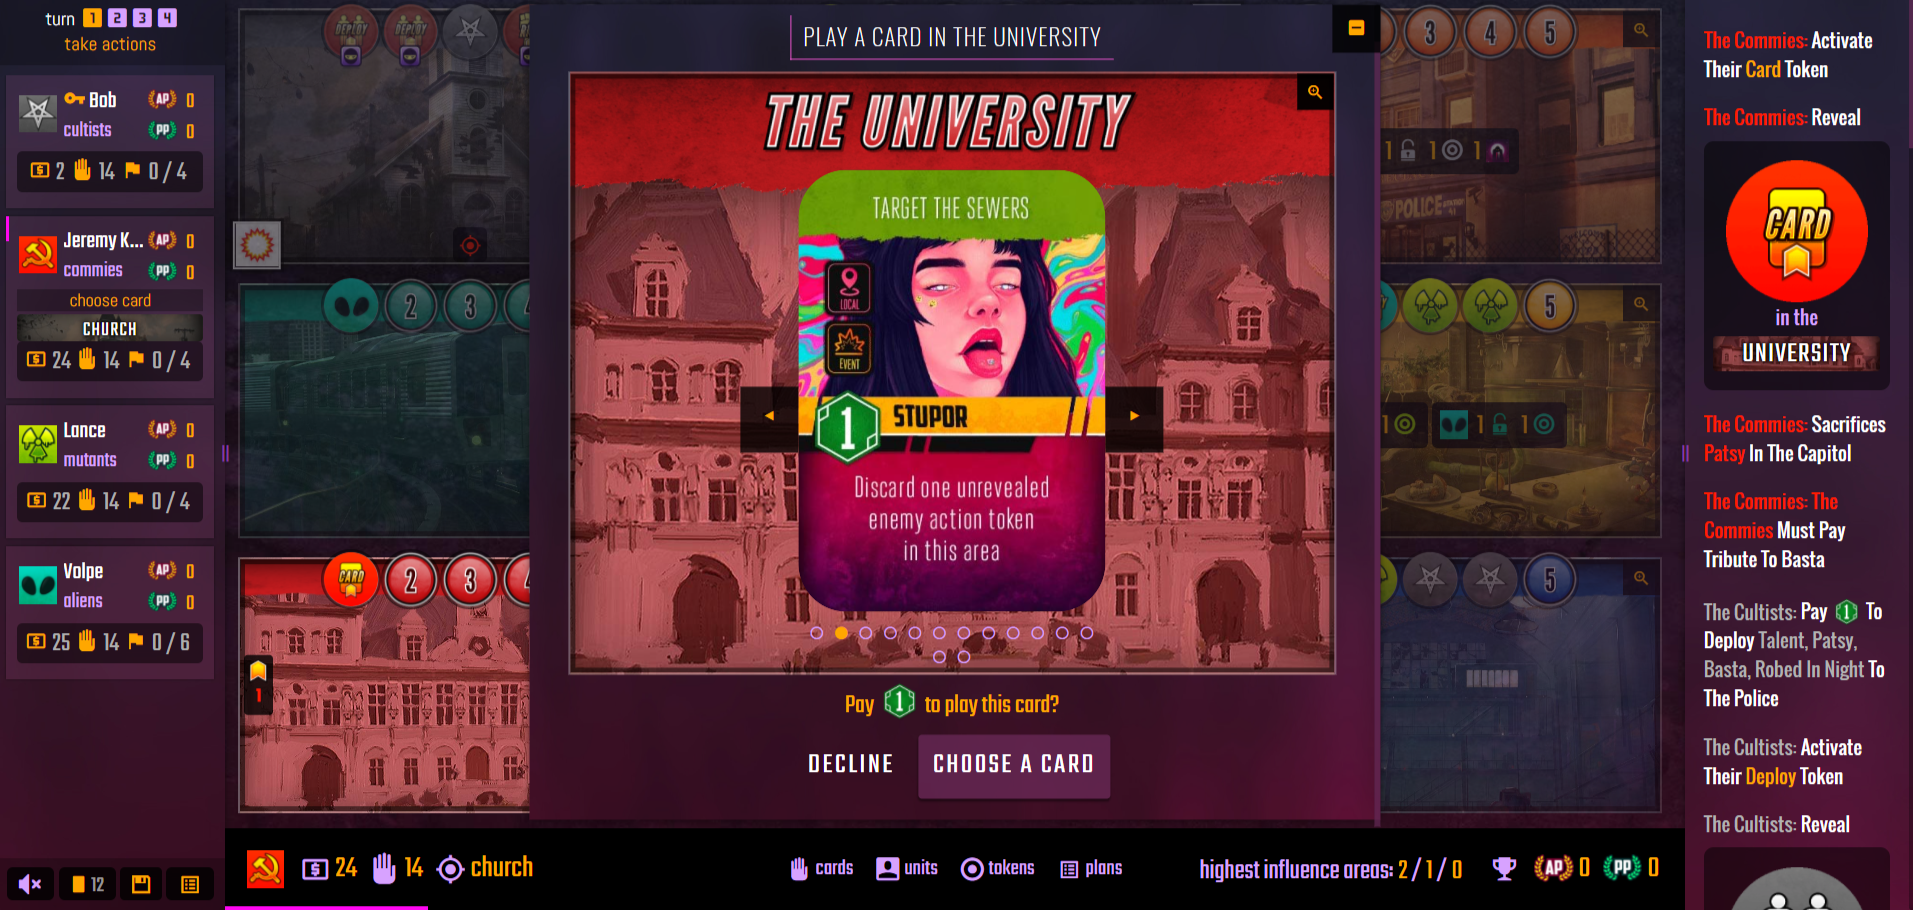 turn 1 2 3 4
take actions
Bob AP 0
cultists PP 0
2 14 0 / 4
Jeremy K... AP 0
commies PP 0
choose card
CHURCH
24 14 0 / 4
Lance AP 0
mutants PP 0
22 14 0 / 4
Volpe AP 0
aliens PP 0
25 14 0 / 6
12
DEPLOY DEPLOY
2 3 4
CARD 2 3 4
1
PLAY A CARD IN THE UNIVERSITY
THE UNIVERSITY
TARGET THE SEWERS
LOCAL
EVENT
1 STUPOR
Discard one unrevealed
enemy action token
in this area
Pay 1 to play this card?
DECLINE CHOOSE A CARD
3 4 5
1 1 1
POLICE
5
1 1 1
5
24 14 church
cards units tokens plans
highest influence areas: 2 / 1 / 0 AP 0 PP 0
The Commies: Activate
Their Card Token
The Commies: Reveal
CARD
in the
UNIVERSITY
The Commies: Sacrifices
Patsy In The Capitol
The Commies: The
Commies Must Pay
Tribute To Basta
The Cultists: Pay 1 To
Deploy Talent, Patsy,
Basta, Robed In Night To
The Police
The Cultists: Activate
Their Deploy Token
The Cultists: Reveal